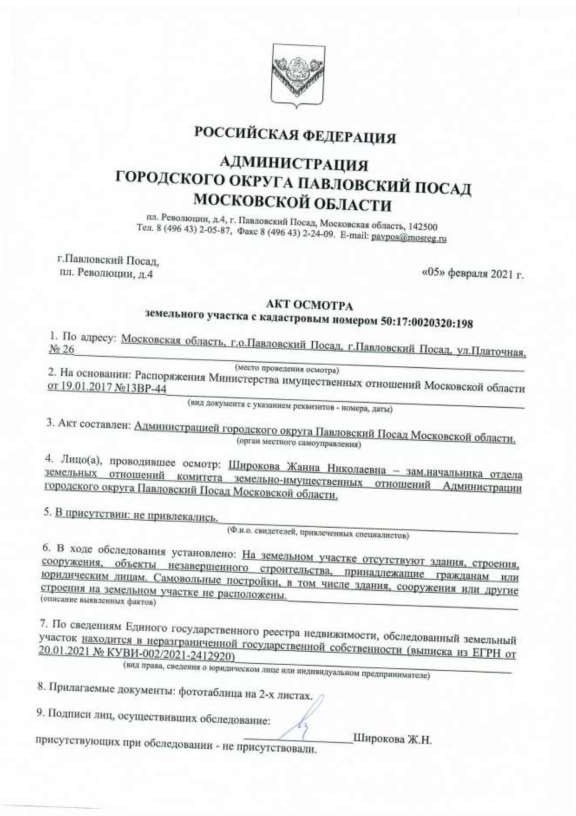 РОССИЙСКАЯ ФЕДЕРАЦИЯ
АДМИНИСТРАЦИЯ
ГОРОДСКОГО ОКРУГА ПАВЛОВСКИЙ ПОСАД
МОСКОВСКОЙ ОБЛАСТИ
пл. Революции, д.4, г. Павловский Посад, Московская область, 142500
Тел. 8 (496 43) 2-05-87, Факс 8 (496 43) 2-24-09. E-mail: pavpos@mosreg.ru
г.Павловский Посад,
пл. Революции, д.4
«05» февраля 2021 г.
АКТ ОСМОТРА
земельного участка с кадастровым номером 50:17:0020320:198
1. По адресу: Московская область, г.о.Павловский Посад, г.Павловский Посад, ул.Платочная,
№ 26
(место проведения осмотра)
2. На основании: Распоряжения Министерства имущественных отношений Московской области
от 19.01.2017 №13ВР-44
(вид документа с указанием реквизитов - номера, даты)
3. Акт составлен: Администрацией городского округа Павловский Посад Московской области.
(орган местного самоуправления)
4. Лицо(а), проводившее осмотр: Широкова Жанна Николаевна – зам.начальника отдела
земельных отношений комитета земельно-имущественных отношений Администрации
городского округа Павловский Посад Московской области.
5. В присутствии: не привлекались.
(Ф.и.о. свидетелей, привлеченных специалистов)
6. В ходе обследования установлено: На земельном участке отсутствуют здания, строения,
сооружения, объекты незавершенного строительства, принадлежащие гражданам или
юридическим лицам. Самовольные постройки, в том числе здания, сооружения или другие
строения на земельном участке не расположены.
(описание выявленных фактов)
7. По сведениям Единого государственного реестра недвижимости, обследованный земельный
участок находится в неразграниченной государственной собственности (выписка из ЕГРН от
20.01.2021 № КУВИ-002/2021-2412920)
(вид права, сведения о юридическом лице или индивидуальном предпринимателе)
8. Прилагаемые документы: фототаблица на 2-х листах.
9. Подписи лиц, осуществивших обследование:
Широкова Ж.Н.
присутствующих при обследовании - не присутствовали.